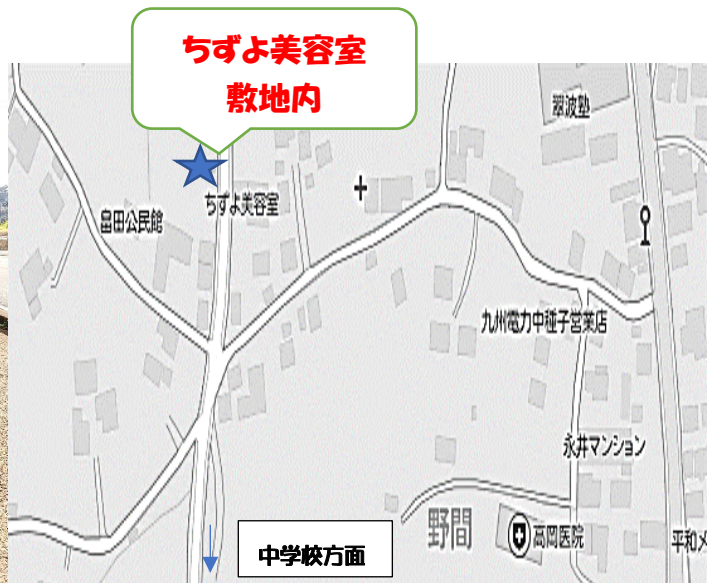 ちずよ美容室
敷地内
翠波塾
ちずよ美容室
畠田公民館
九州電力中種子営業店
永井マンション
野間
高岡医院
平和メ
中学校方面